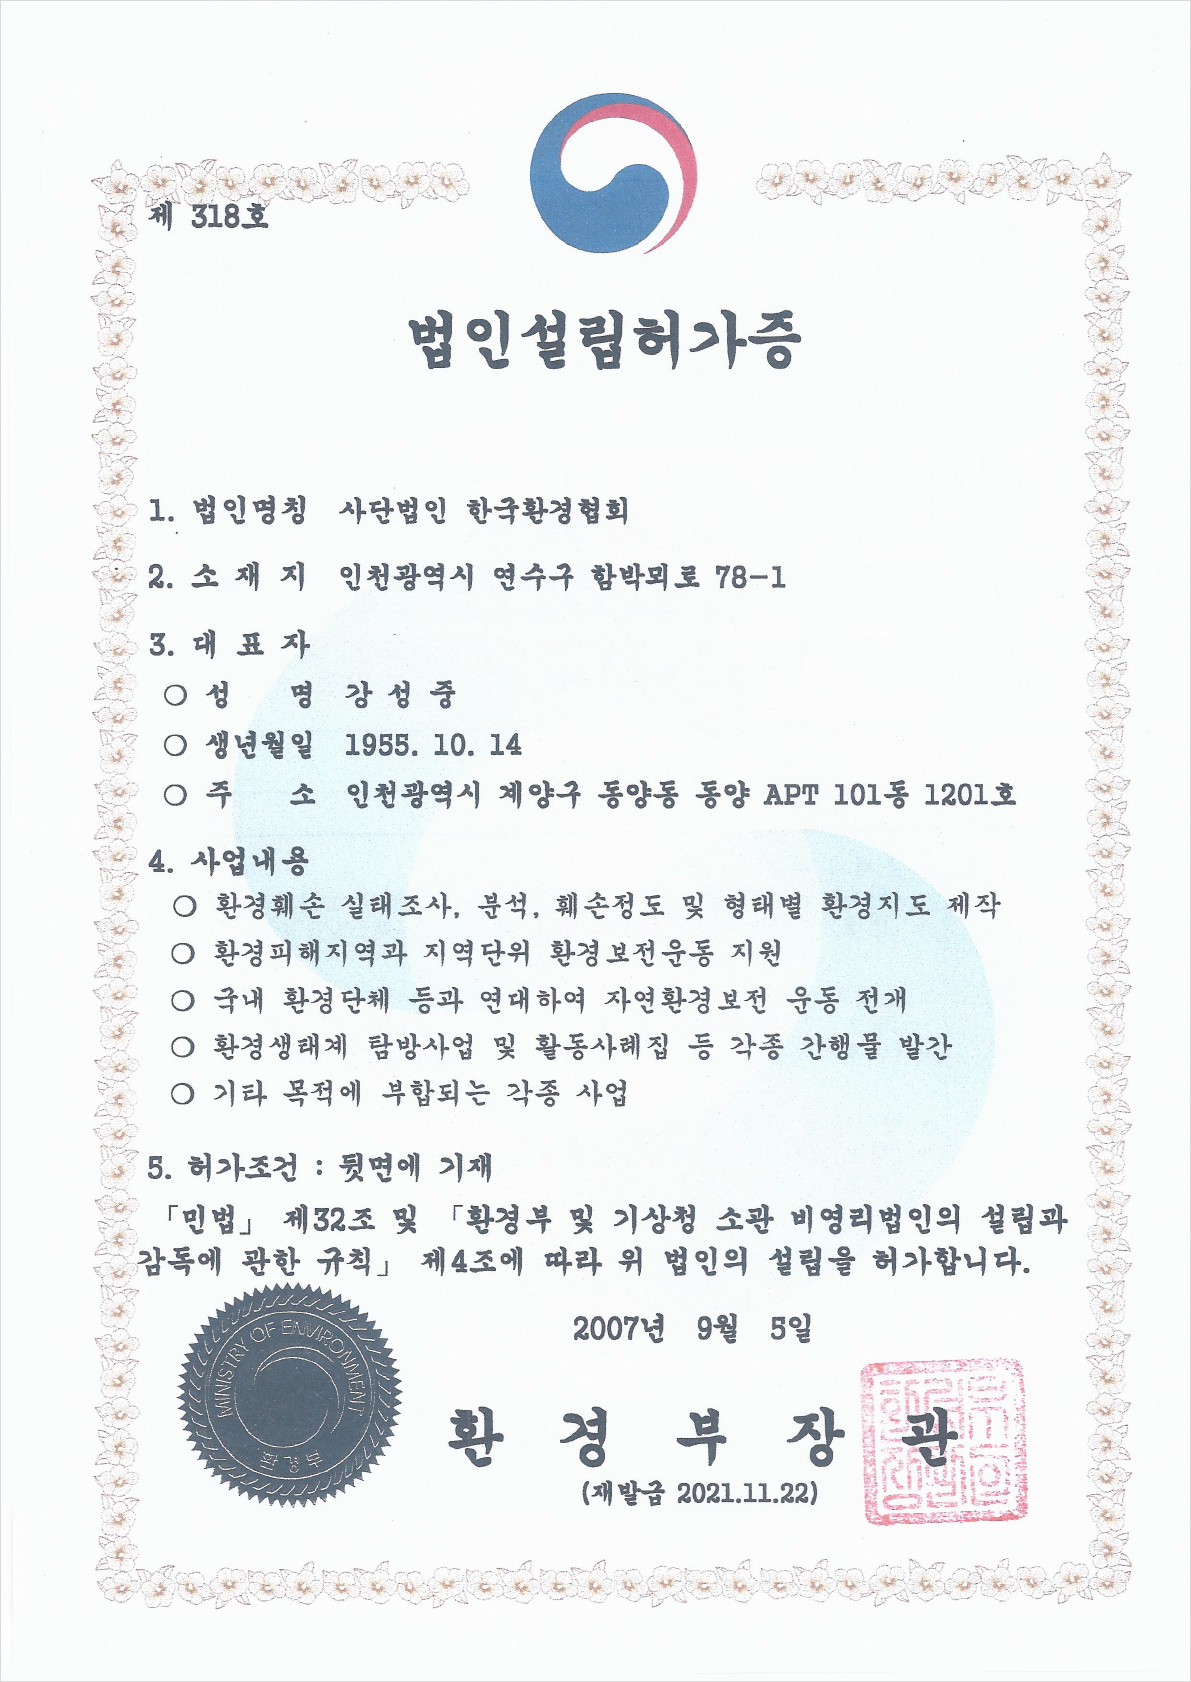 제 318호
법인설립허가증
1. 법인명칭 사단법인 한국환경협회
2. 소 재 지 인천광역시 연수구 함박뫼로 78-1
3. 대 표 자
○ 성 명 강 성 중
○ 생년월일 1955. 10. 14
○ 주 소 인천광역시 계양구 동양동 동양 APT 101동 1201호
4. 사업내용
○ 환경훼손 실태조사, 분석, 훼손정도 및 형태별 환경지도 제작
○ 환경피해지역과 지역단위 환경보전운동 지원
○ 국내 환경단체 등과 연대하여 자연환경보전 운동 전개
○ 환경생태계 탐방사업 및 활동사례집 등 각종 간행물 발간
○ 기타 목적에 부합되는 각종 사업
5. 허가조건 : 뒷면에 기재
「민법」 제32조 및 「환경부 및 기상청 소관 비영리법인의 설립과
감독에 관한 규칙」 제4조에 따라 위 법인의 설립을 허가합니다.
2007년 9월 5일
MINISTRY OF ENVIRONMENT
환경부
환 경 부 장 관
(재발급 2021.11.22)